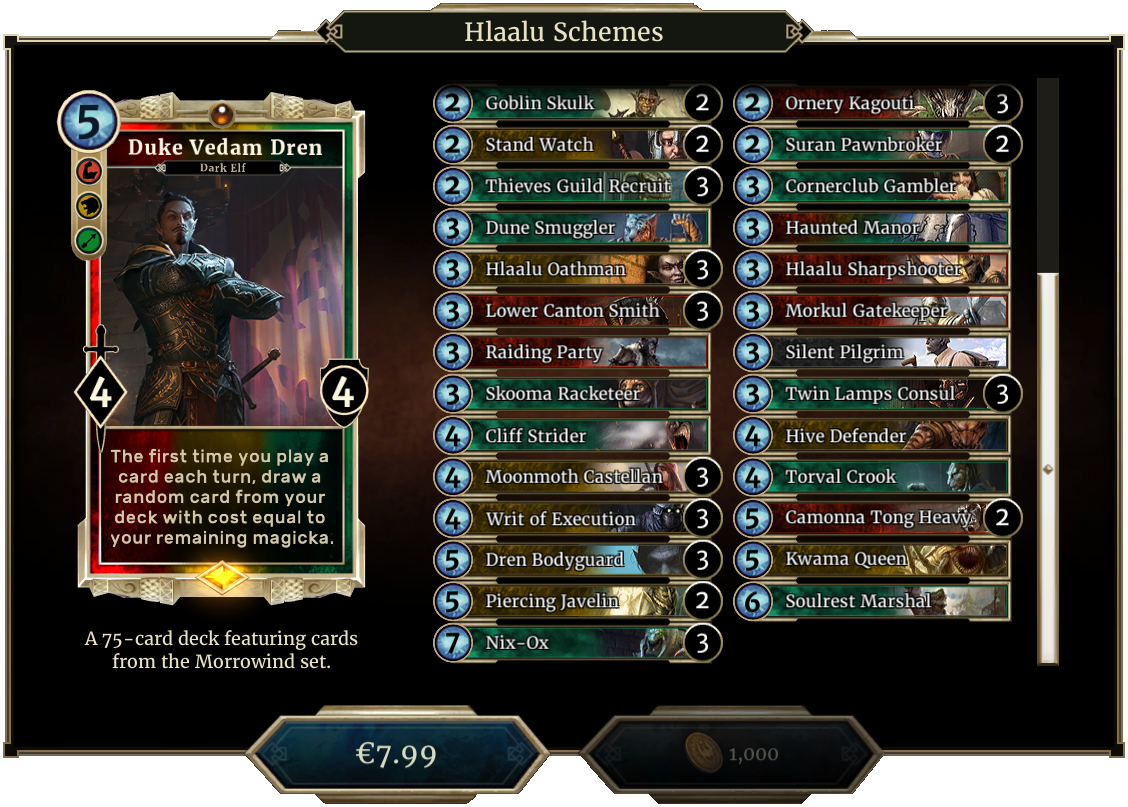 Hlaalu Schemes
5
Duke Vedam Dren
Dark Elf
4
4
The first time you play a
card each turn, draw a
random card from your
deck with cost equal to
your remaining magicka.
A 75-card deck featuring cards
from the Morrowind set.
2 Goblin Skulk 2
2 Stand Watch 2
2 Thieves Guild Recruit 3
3 Dune Smuggler
3 Hlaalu Oathman 3
3 Lower Canton Smith 3
3 Raiding Party
3 Skooma Racketeer
4 Cliff Strider
4 Moonmoth Castellan 3
4 Writ of Execution 3
5 Dren Bodyguard 3
5 Piercing Javelin 2
7 Nix-Ox 3
2 Ornery Kagouti 3
2 Suran Pawnbroker 2
3 Cornerclub Gambler
3 Haunted Manor
3 Hlaalu Sharpshooter
3 Morkul Gatekeeper
3 Silent Pilgrim
3 Twin Lamps Consul 3
4 Hive Defender
4 Torval Crook
5 Camonna Tong Heavy 2
5 Kwama Queen
6 Soulrest Marshal
€7.99
1,000